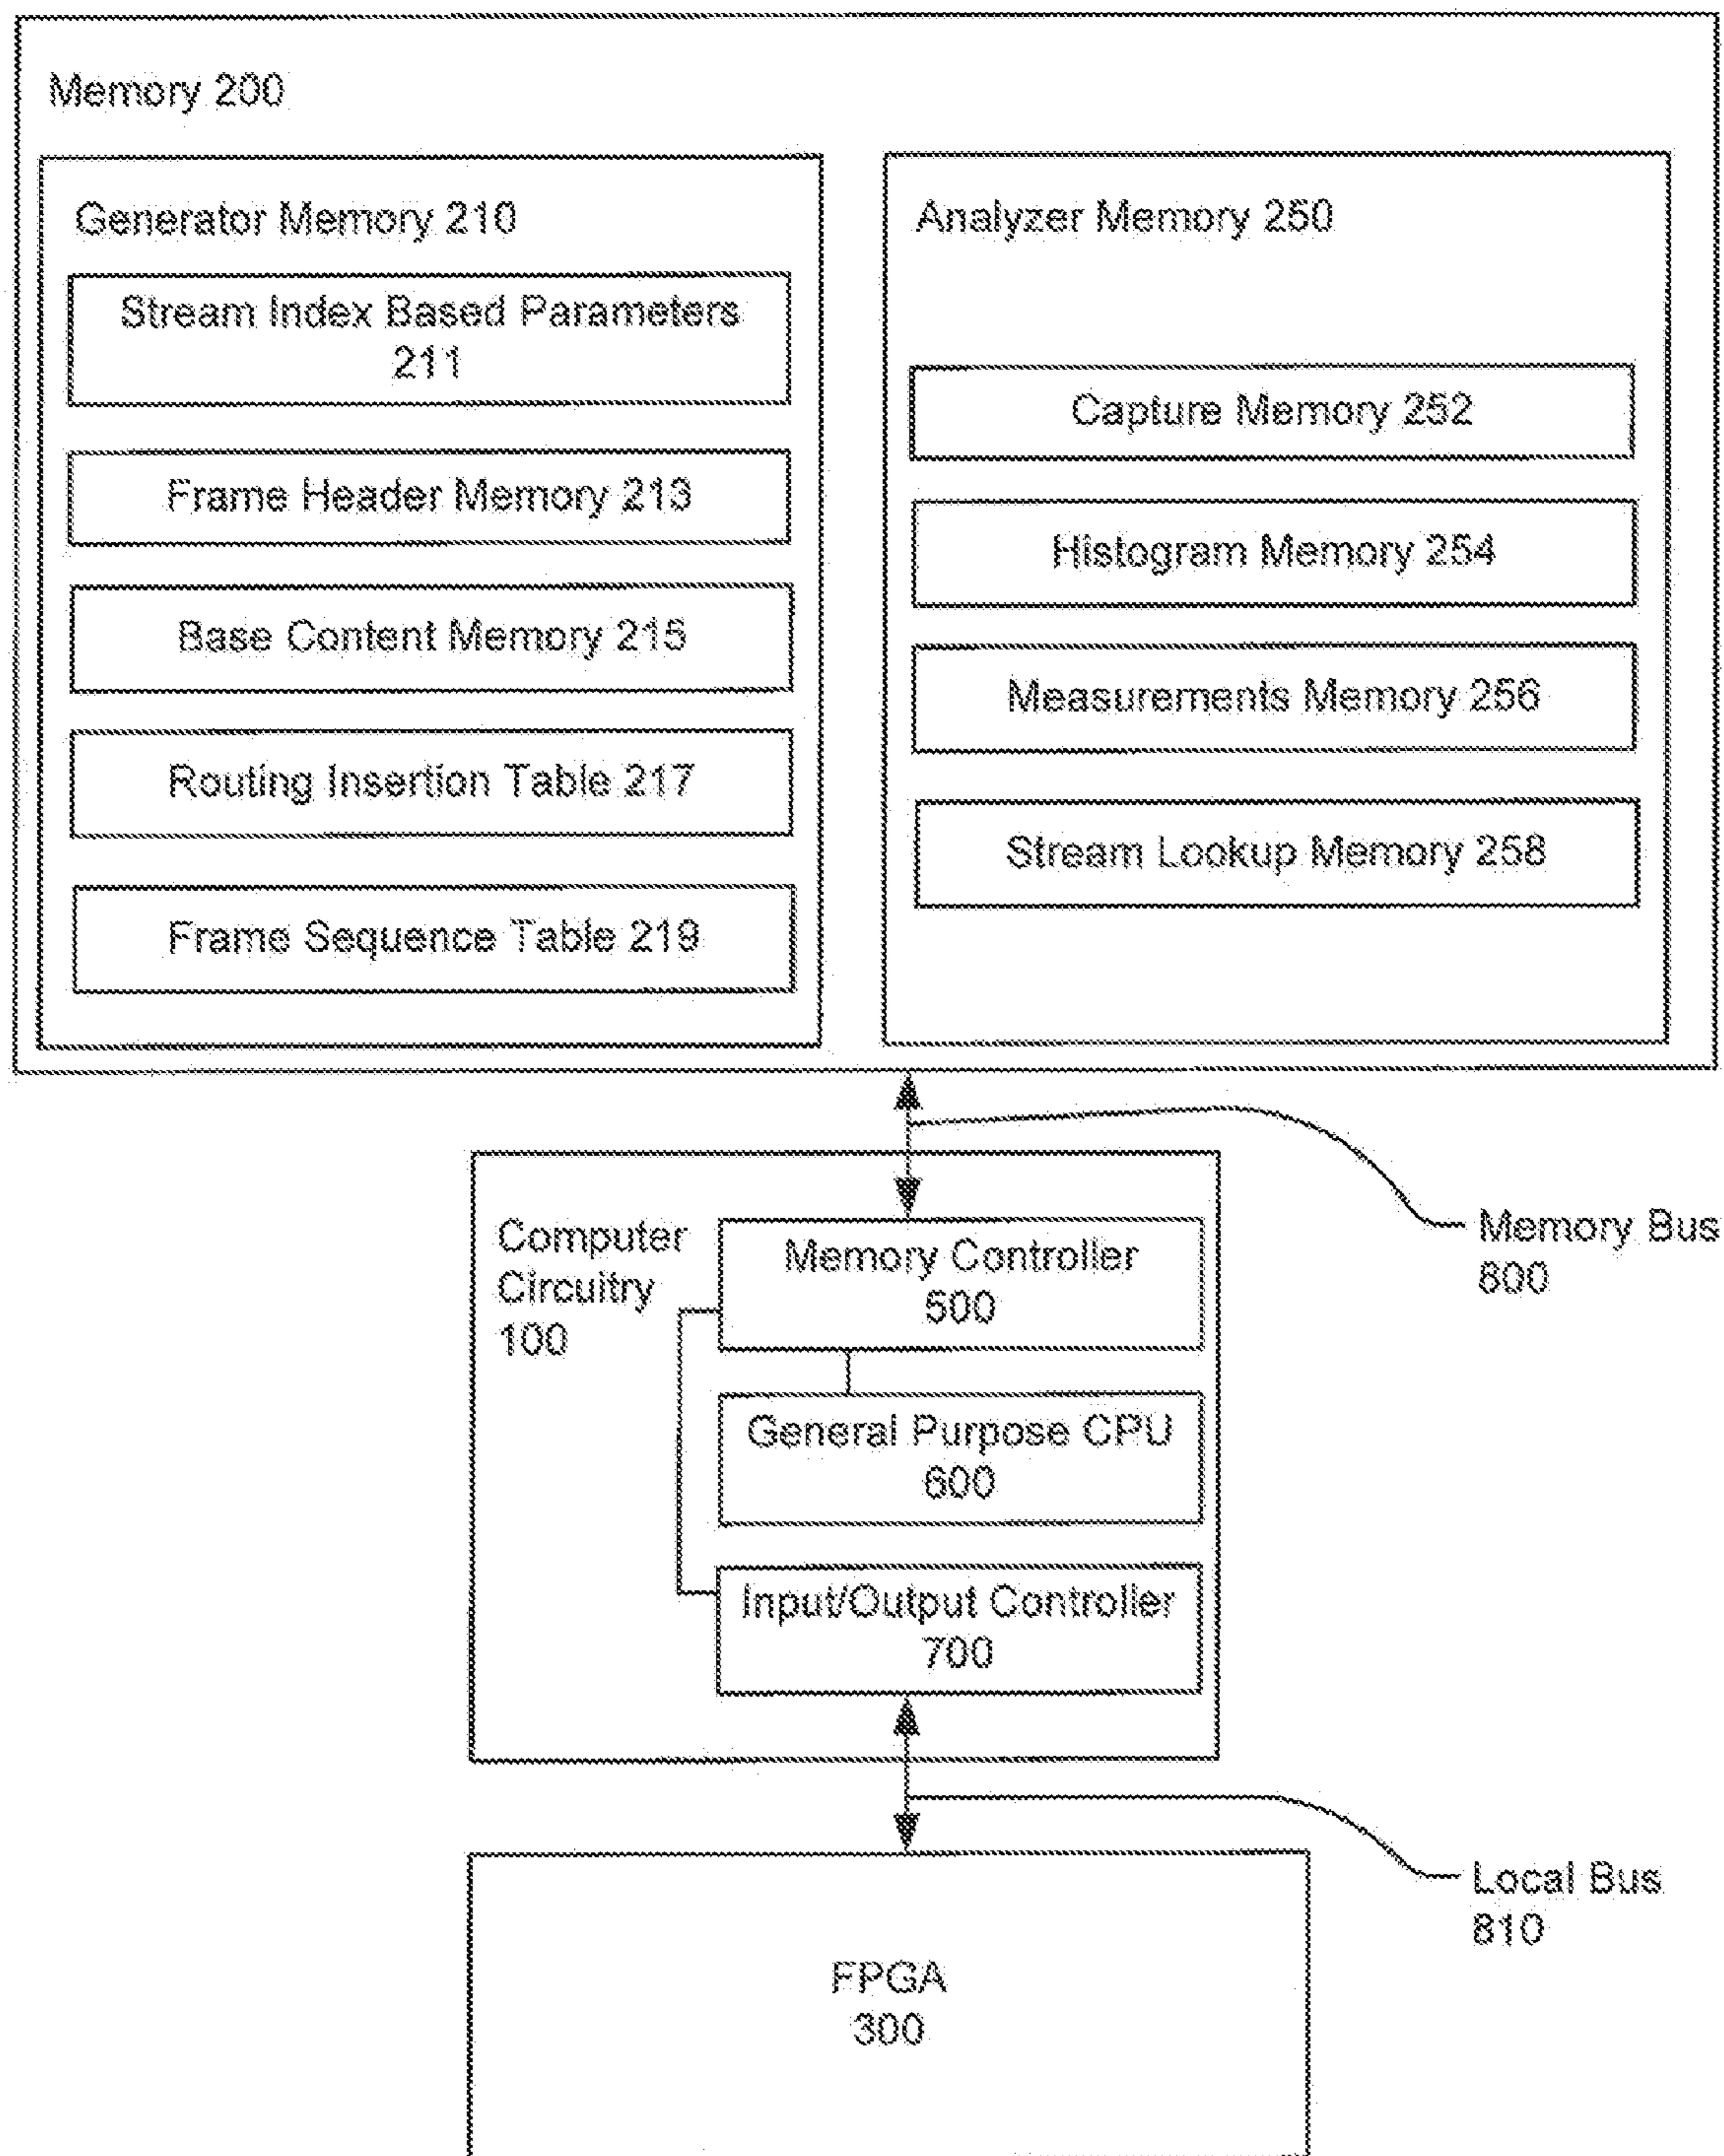 Memory 200
Generator Memory 210
Stream Index Based Parameters
211
Frame Header Memory 213
Base Content Memory 215
Routing Insertion Table 217
Frame Sequence Table 219
Analyzer Memory 250
Capture Memory 252
Histogram Memory 254
Measurements Memory 256
Stream Lookup Memory 258
Memory Bus
800
Computer
Circuitry
100
Memory Controller
500
General Purpose CPU
600
Input/Output Controller
700
Local Bus
810
FPGA
300